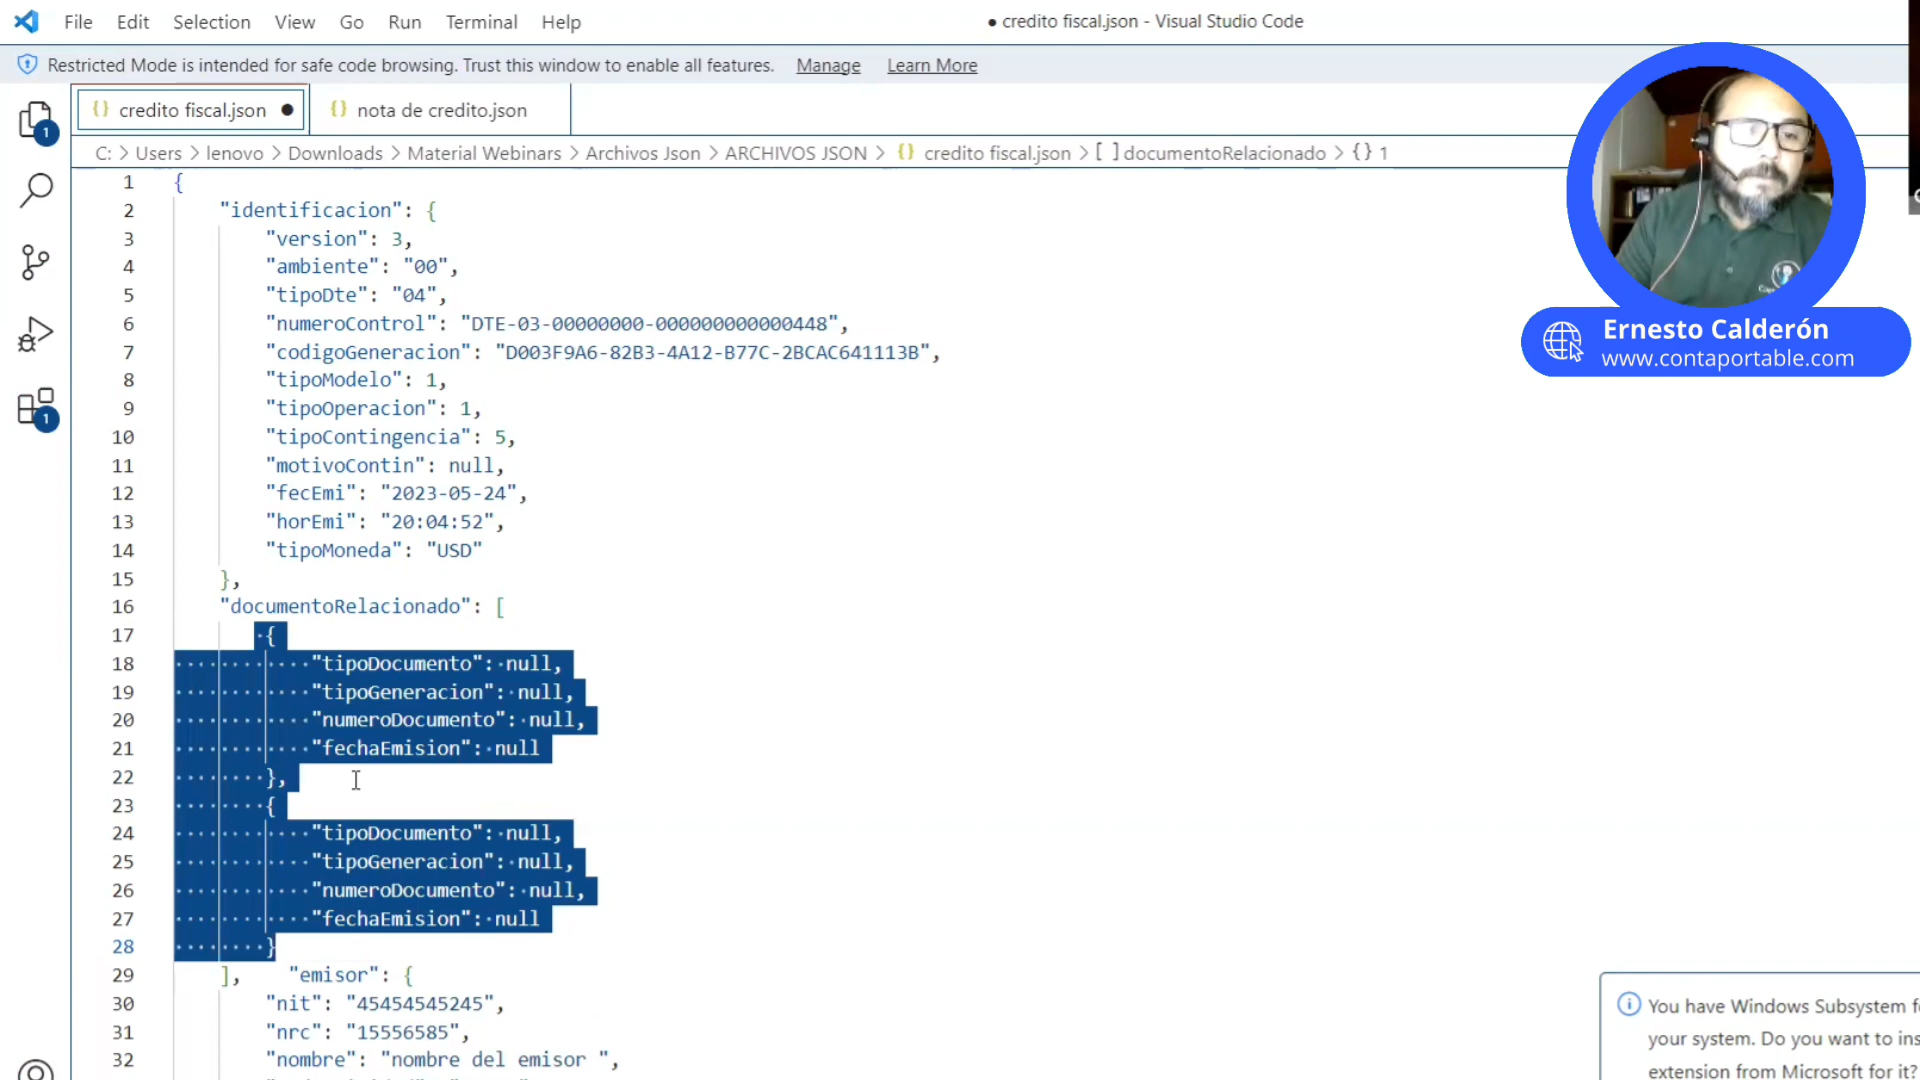 File Edit Selection View Go Run Terminal Help
● credito fiscal.json - Visual Studio Code
Restricted Mode is intended for safe code browsing. Trust this window to enable all features. Manage Learn More
{} credito fiscal.json ●
{} nota de credito.json
C: > Users > lenovo > Downloads > Material Webinars > Archivos Json > ARCHIVOS JSON > {} credito fiscal.json > [ ] documentoRelacionado > {} 1
1
1
Ernesto Calderón
www.contaportable.com
1 {
2 "identificacion": {
3 "version": 3,
4 "ambiente": "00",
5 "tipoDte": "04",
6 "numeroControl": "DTE-03-00000000-000000000000448",
7 "codigoGeneracion": "D003F9A6-82B3-4A12-B77C-2BCAC641113B",
8 "tipoModelo": 1,
9 "tipoOperacion": 1,
10 "tipoContingencia": 5,
11 "motivoContin": null,
12 "fecEmi": "2023-05-24",
13 "horEmi": "20:04:52",
14 "tipoMoneda": "USD"
15 },
16 "documentoRelacionado": [
17 {
18 "tipoDocumento": null,
19 "tipoGeneracion": null,
20 "numeroDocumento": null,
21 "fechaEmision": null
22 },
23 {
24 "tipoDocumento": null,
25 "tipoGeneracion": null,
26 "numeroDocumento": null,
27 "fechaEmision": null
28 }
29 ], "emisor": {
30 "nit": "45454545245",
31 "nrc": "15556585",
32 "nombre": "nombre del emisor ",
You have Windows Subsystem
your system. Do you want to
extension from Microsoft for it?